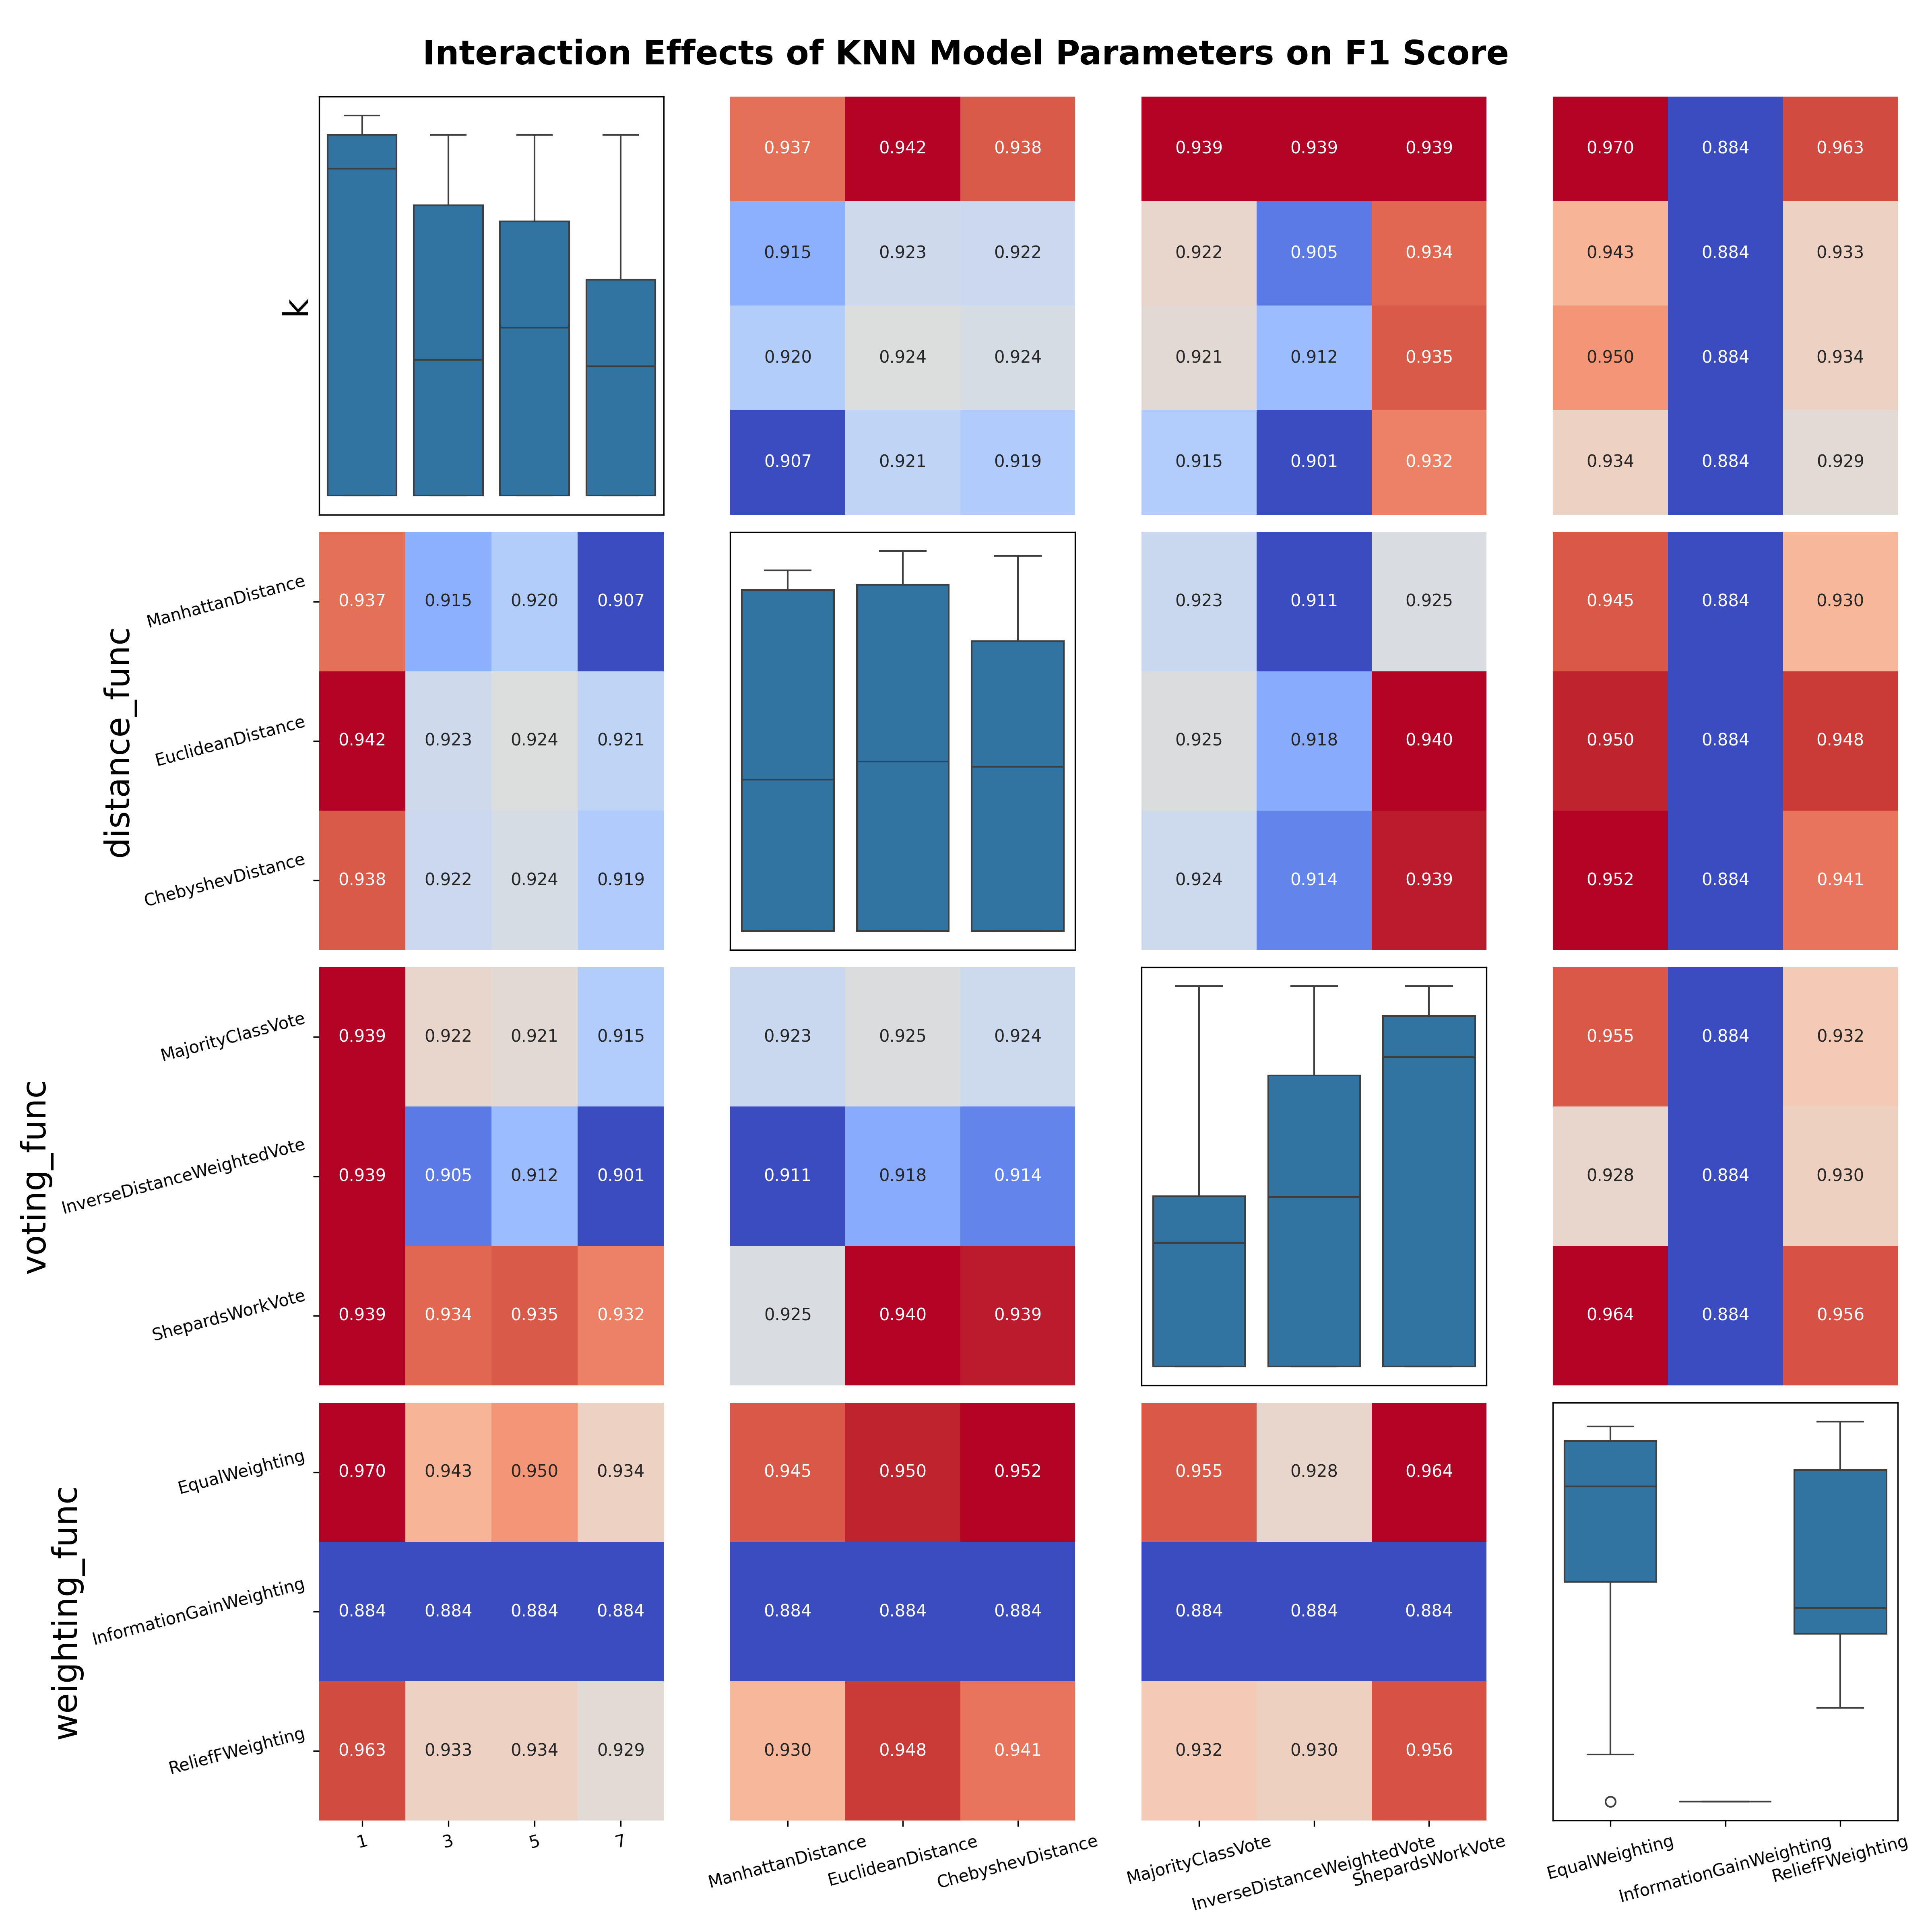 Interaction Effects of KNN Model Parameters on F1 Score
k
0.937 0.942 0.938 0.939 0.939 0.939 0.970 0.884 0.963
0.915 0.923 0.922 0.922 0.905 0.934 0.943 0.884 0.933
0.920 0.924 0.924 0.921 0.912 0.935 0.950 0.884 0.934
0.907 0.921 0.919 0.915 0.901 0.932 0.934 0.884 0.929
distance_func
ManhattanDistance 0.937 0.915 0.920 0.907 0.923 0.911 0.925 0.945 0.884 0.930
EuclideanDistance 0.942 0.923 0.924 0.921 0.925 0.918 0.940 0.950 0.884 0.948
ChebyshevDistance 0.938 0.922 0.924 0.919 0.924 0.914 0.939 0.952 0.884 0.941
voting_func
MajorityClassVote 0.939 0.922 0.921 0.915 0.923 0.925 0.924 0.955 0.884 0.932
InverseDistanceWeightedVote 0.939 0.905 0.912 0.901 0.911 0.918 0.914 0.928 0.884 0.930
ShepardsWorkVote 0.939 0.934 0.935 0.932 0.925 0.940 0.939 0.964 0.884 0.956
weighting_func
EqualWeighting 0.970 0.943 0.950 0.934 0.945 0.950 0.952 0.955 0.928 0.964
InformationGainWeighting 0.884 0.884 0.884 0.884 0.884 0.884 0.884 0.884 0.884 0.884
ReliefFWeighting 0.963 0.933 0.934 0.929 0.930 0.948 0.941 0.932 0.930 0.956
1 3 5 7 ManhattanDistance EuclideanDistance ChebyshevDistance MajorityClassVote InverseDistanceWeightedVote ShepardsWorkVote EqualWeighting InformationGainWeighting ReliefFWeighting